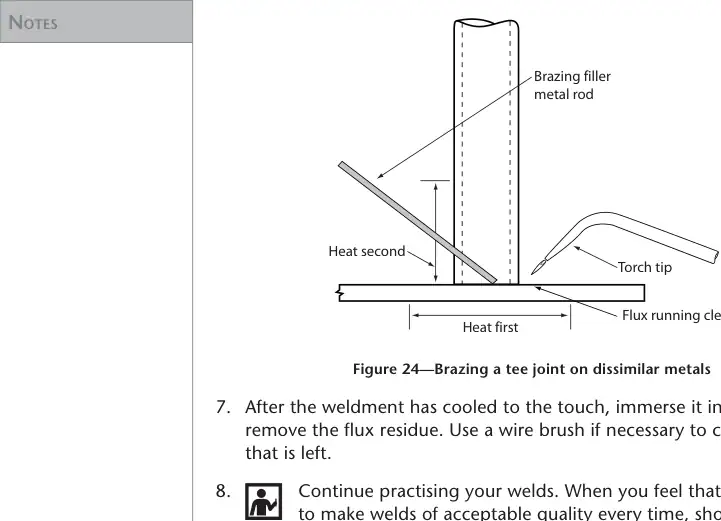 NOTES
Brazing filler
metal rod
Heat second
Torch tip
Flux running
Heat first
Figure 24—Brazing a tee joint on dissimilar metals
7. After the weldment has cooled to the touch, immerse it in
remove the flux residue. Use a wire brush if necessary to
that is left.
8. Continue practising your welds. When you feel that
to make welds of acceptable quality every time,